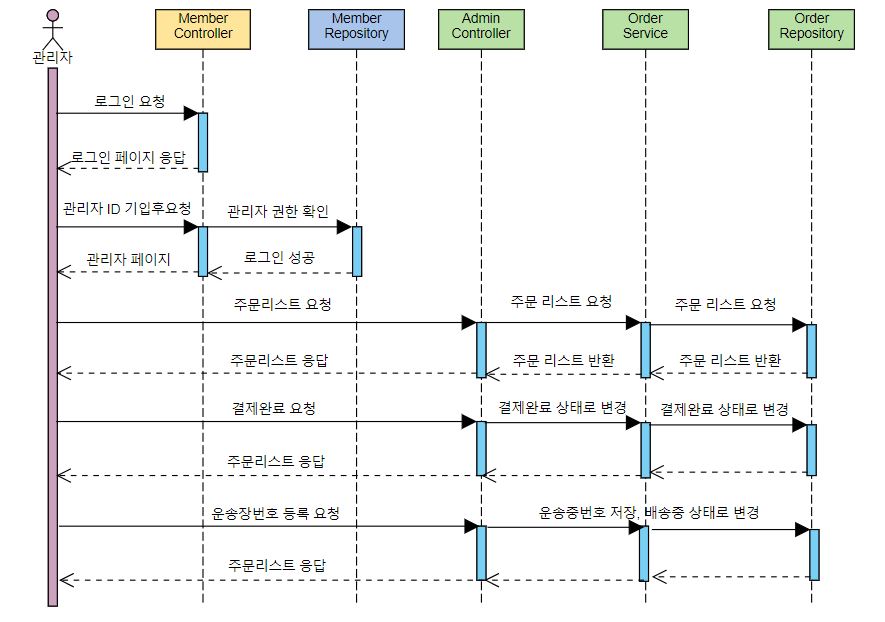 Member
Controller
Member
Repository
Admin
Controller
Order
Service
Order
Repository
관리자
로그인 요청
로그인 페이지 응답
관리자 ID 기입후요청
관리자 권한 확인
관리자 페이지
로그인 성공
주문리스트 요청
주문 리스트 요청
주문 리스트 요청
주문리스트 응답
주문 리스트 반환
주문 리스트 반환
결제완료 요청
결제완료 상태로 변경
결제완료 상태로 변경
주문리스트 응답
운송장번호 등록 요청
운송중번호 저장, 배송중 상태로 변경
주문리스트 응답